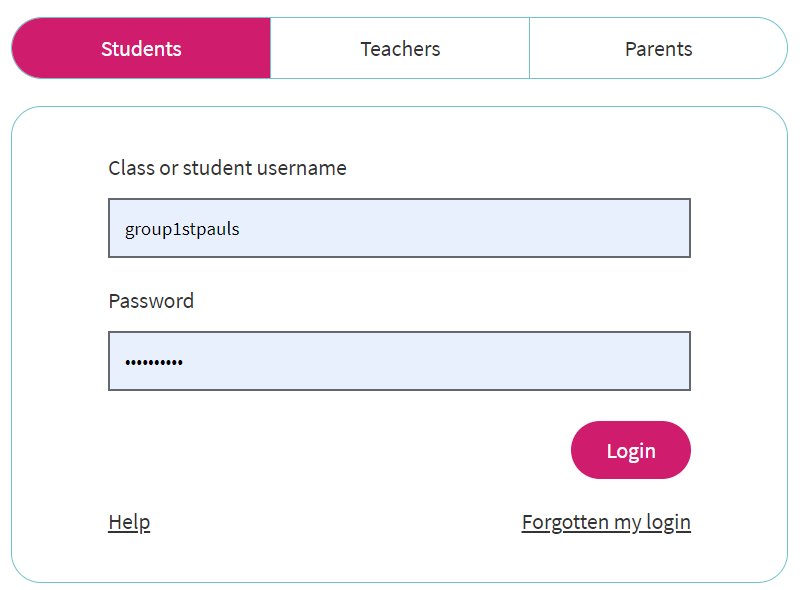 Students Teachers Parents
Class or student username
group1stpauls
Password
••••••••••
Login
Help Forgotten my login